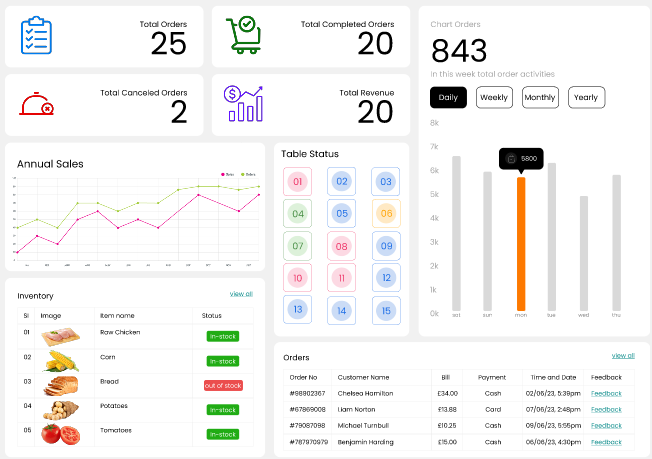 Total Orders
25
Total Completed Orders
20
Total Canceled Orders
2
Total Revenue
20
Chart Orders
843
In this week total order activities
Daily Weekly Monthly Yearly
8k
7k
6k
5k
4k
3k
2k
1k
0k
5800
sat sun mon tue wed thu
Annual Sales
Table Status
01 02 03
04 05 06
07 08 09
10 11 12
13 14 15
Inventory view all
Sl Image Item name Status
01 Raw Chicken In-stock
02 Corn In-stock
03 Bread out of stock
04 Potatoes In-stock
05 Tomatoes In-stock
Orders view all
Order No Customer Name Bill Payment Time and Date Feedback
#98902367 Chelsea Hamilton £34.00 Cash 02/06/23, 5:39pm Feedback
#67869008 Liam Norton £13.88 Card 07/06/23, 2:48pm Feedback
#79087098 Michael Turnbull £10.25 Cash 09/06/23, 5:55pm Feedback
#787970979 Benjamin Harding £15.00 Cash 06/06/23, 4:30pm Feedback